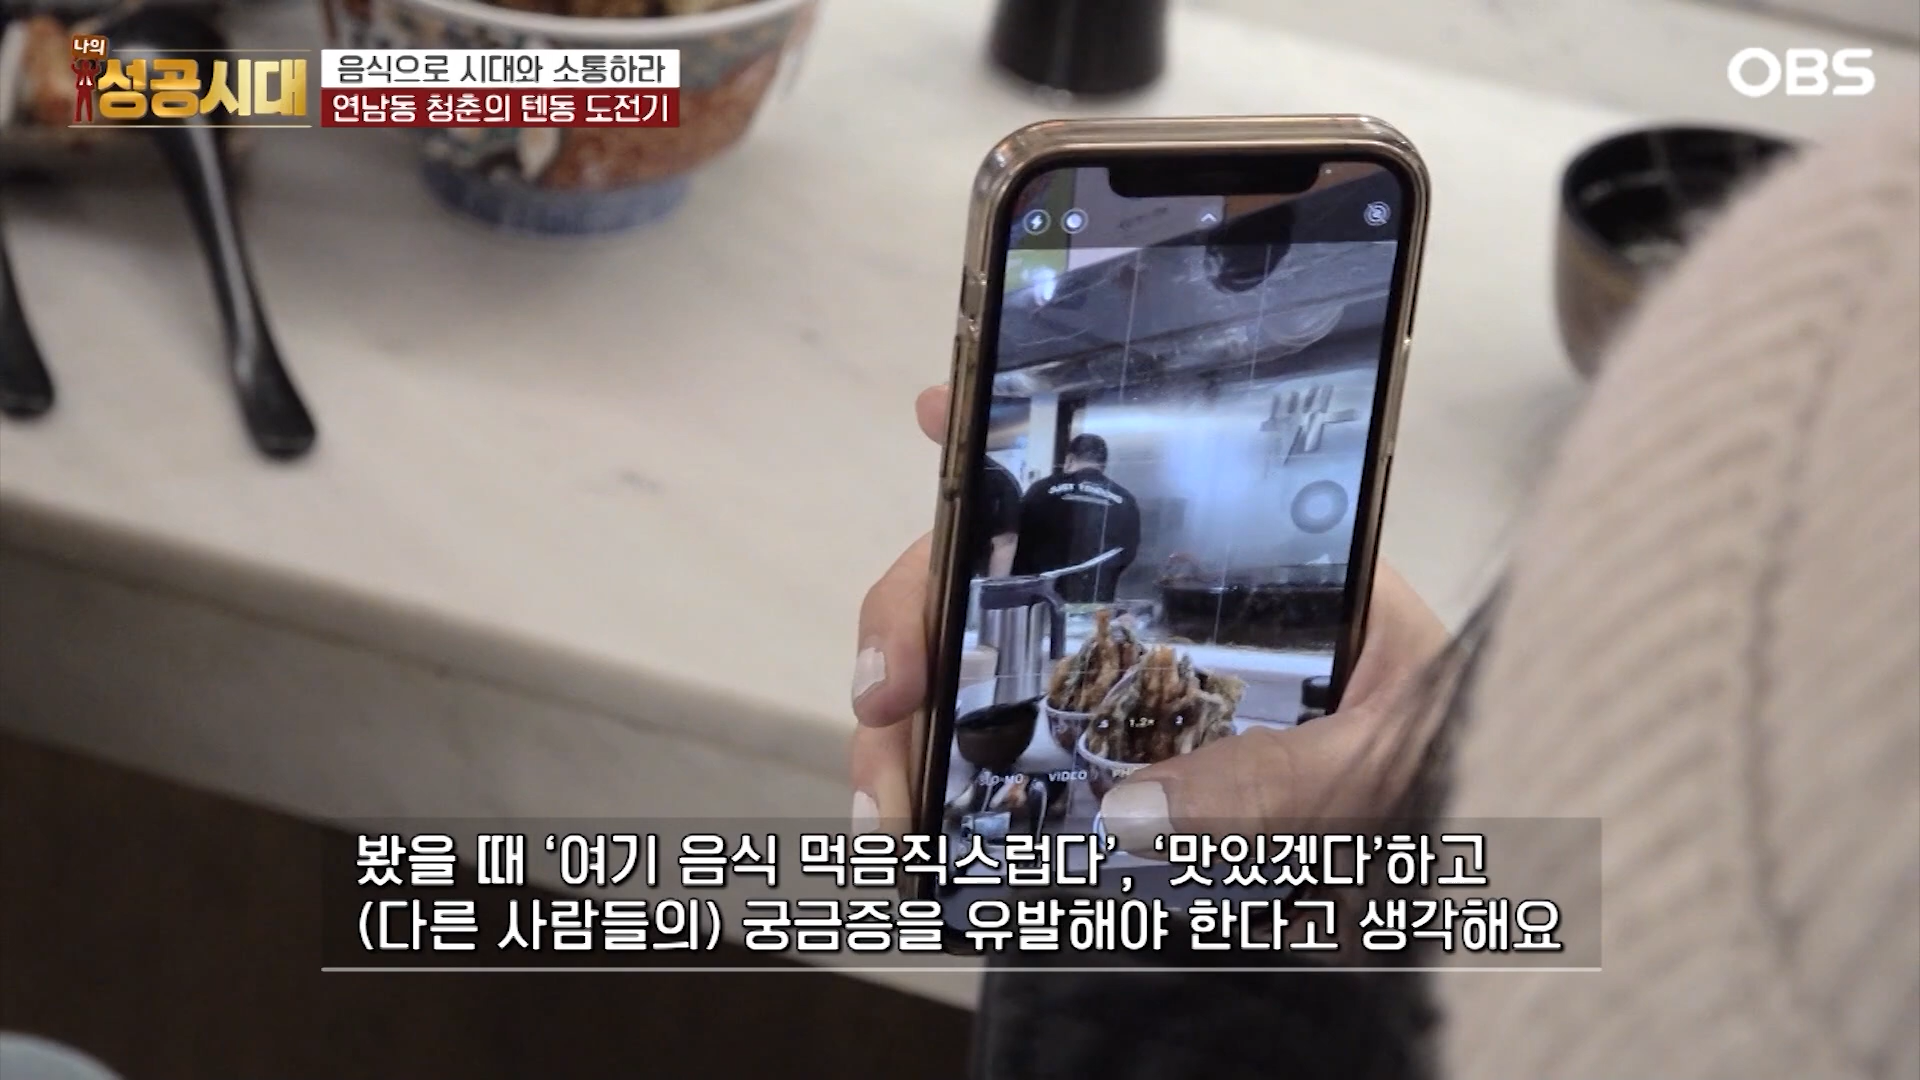 나의
성공시대
음식으로 시대와 소통하라
연남동 청춘의 텐동 도전기
OBS
1.2×
VIDEO
봤을 때 ‘여기 음식 먹음직스럽다’, ‘맛있겠다’하고
(다른 사람들의) 궁금증을 유발해야 한다고 생각해요